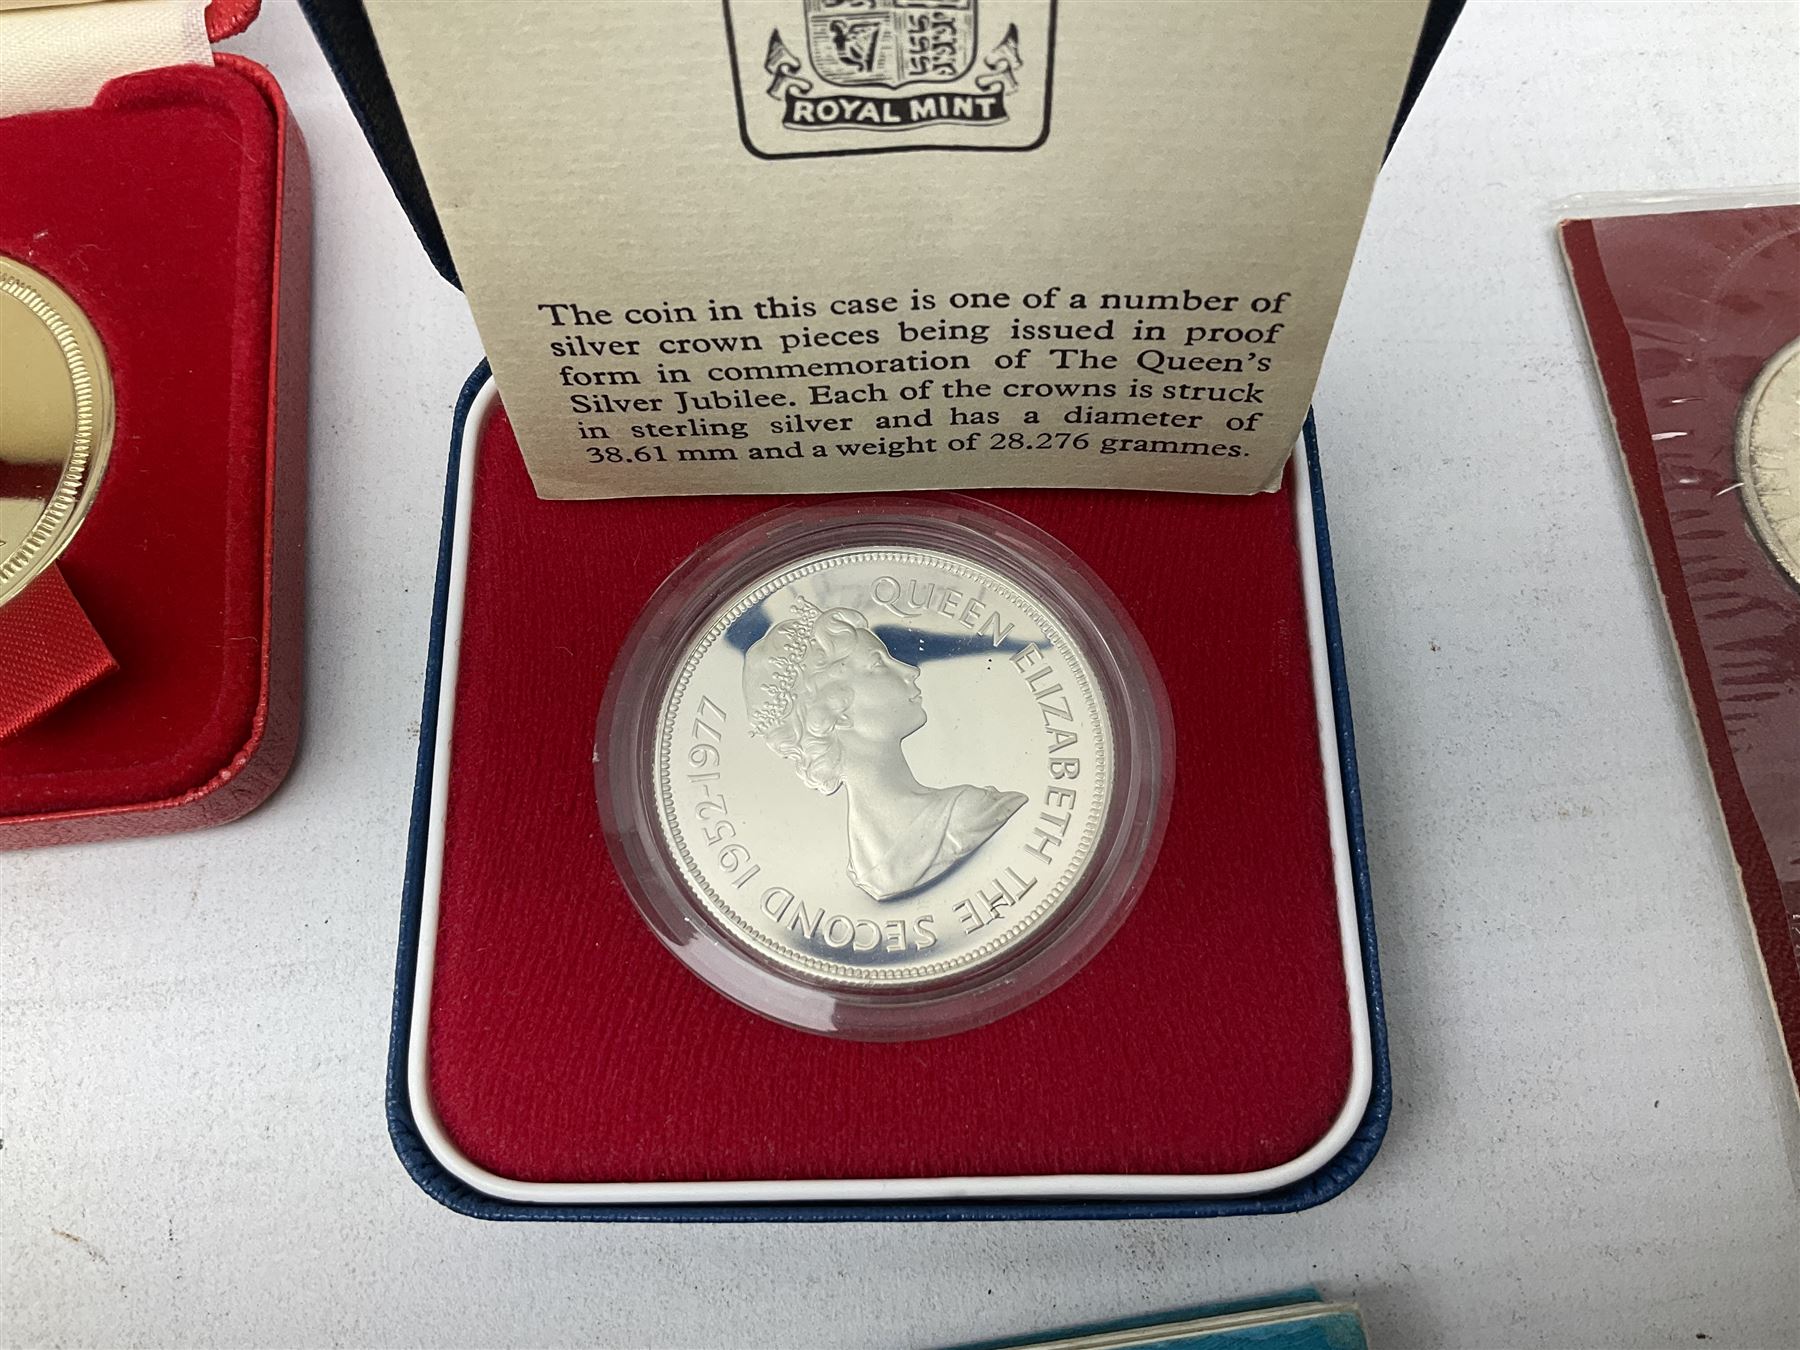 ROYAL MINT
The coin in this case is one of a number of
silver crown pieces being issued in proof
form in commemoration of The Queen's
Silver Jubilee. Each of the crowns is struck
in sterling silver and has a diameter of
38.61 mm and a weight of 28.276 grammes.
QUEEN ELIZABETH THE SECOND 1952-1977